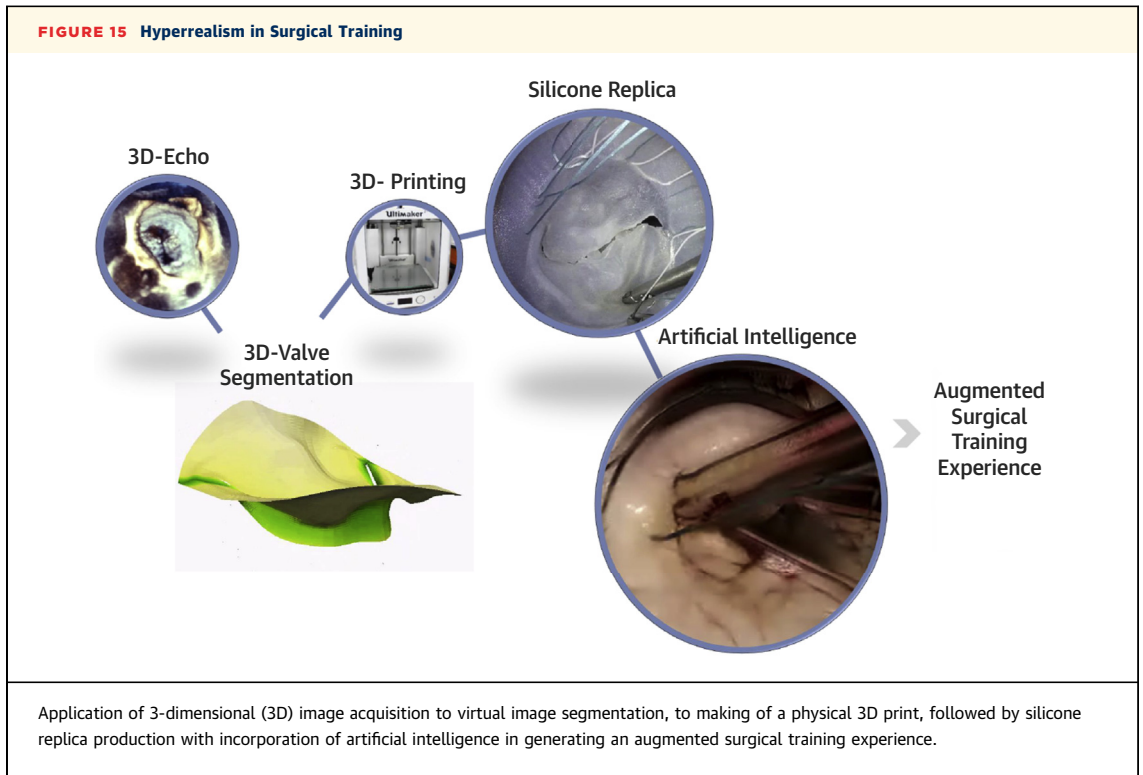 FIGURE 15 Hyperrealism in Surgical Training
Silicone Replica
3D-Echo
3D- Printing
Ultimaker
3D-Valve
Segmentation
Artificial Intelligence
Augmented
Surgical
Training
Experience
Application of 3-dimensional (3D) image acquisition to virtual image segmentation, to making of a physical 3D print, followed by silicone
replica production with incorporation of artificial intelligence in generating an augmented surgical training experience.